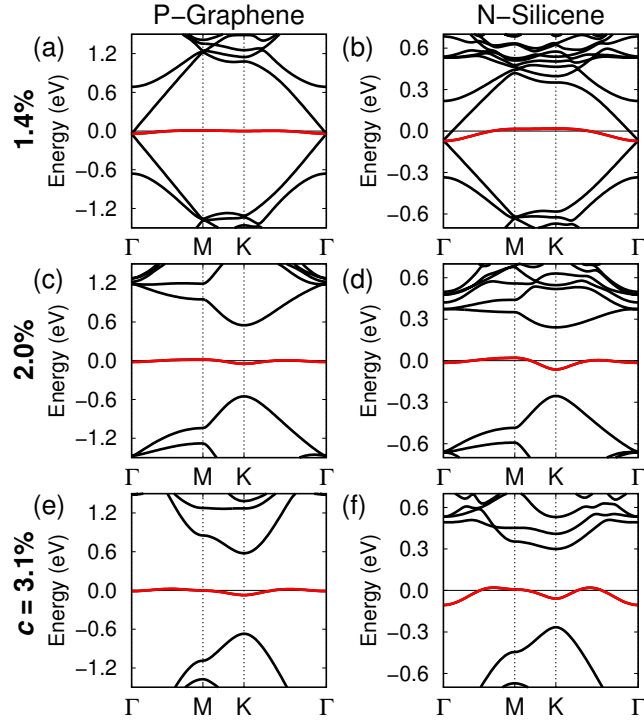 P−Graphene N−Silicene
(a) (b)
1.4%
Energy (eV)
1.2
0.6
0.0
−0.6
−1.2
Γ M K Γ
Energy (eV)
0.6
0.3
0.0
−0.3
−0.6
Γ M K Γ
(c) (d)
2.0%
Energy (eV)
1.2
0.6
0.0
−0.6
−1.2
Γ M K Γ
Energy (eV)
0.6
0.3
0.0
−0.3
−0.6
Γ M K Γ
(e) (f)
c = 3.1%
Energy (eV)
1.2
0.6
0.0
−0.6
−1.2
Γ M K Γ
Energy (eV)
0.6
0.3
0.0
−0.3
−0.6
Γ M K Γ